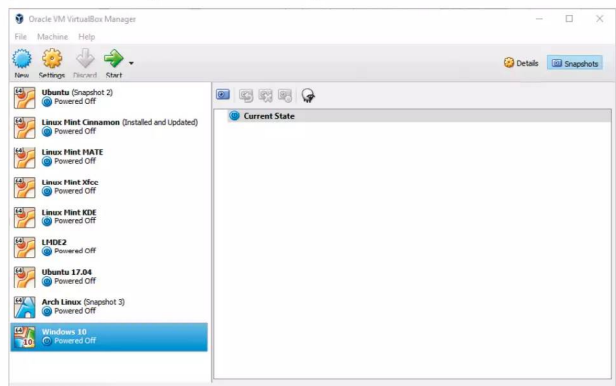 Oracle VM VirtualBox Manager
File Machine Help
New Settings Discard Start
Details Snapshots
Ubuntu (Snapshot 2)
Powered Off
Current State
Linux Mint Cinnamon (Installed and Updated)
Powered Off
Linux Mint MATE
Powered Off
Linux Mint Xfce
Powered Off
Linux Mint KDE
Powered Off
LMDE2
Powered Off
Ubuntu 17.04
Powered Off
Arch Linux (Snapshot 3)
Powered Off
Windows 10
Powered Off